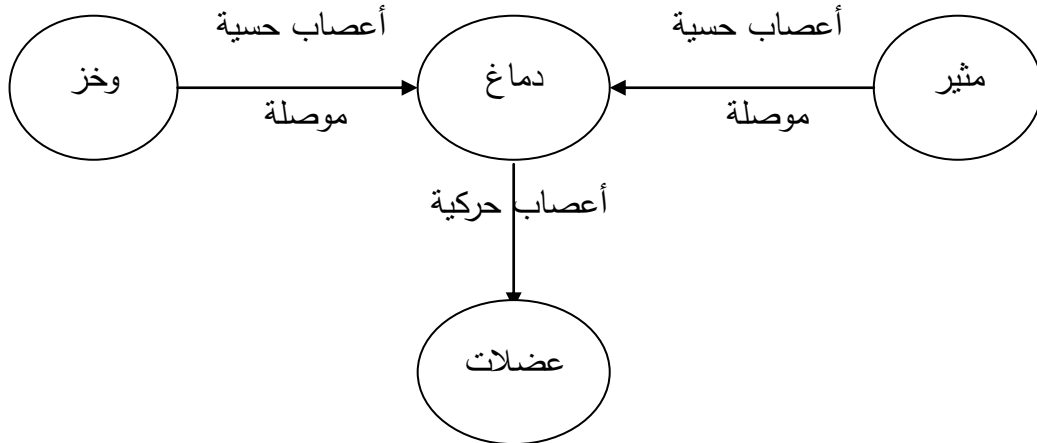 أعصاب حسية
أعصاب حسية
مثير
دماغ
وخز
موصلة
موصلة
أعصاب حركية
عضلات